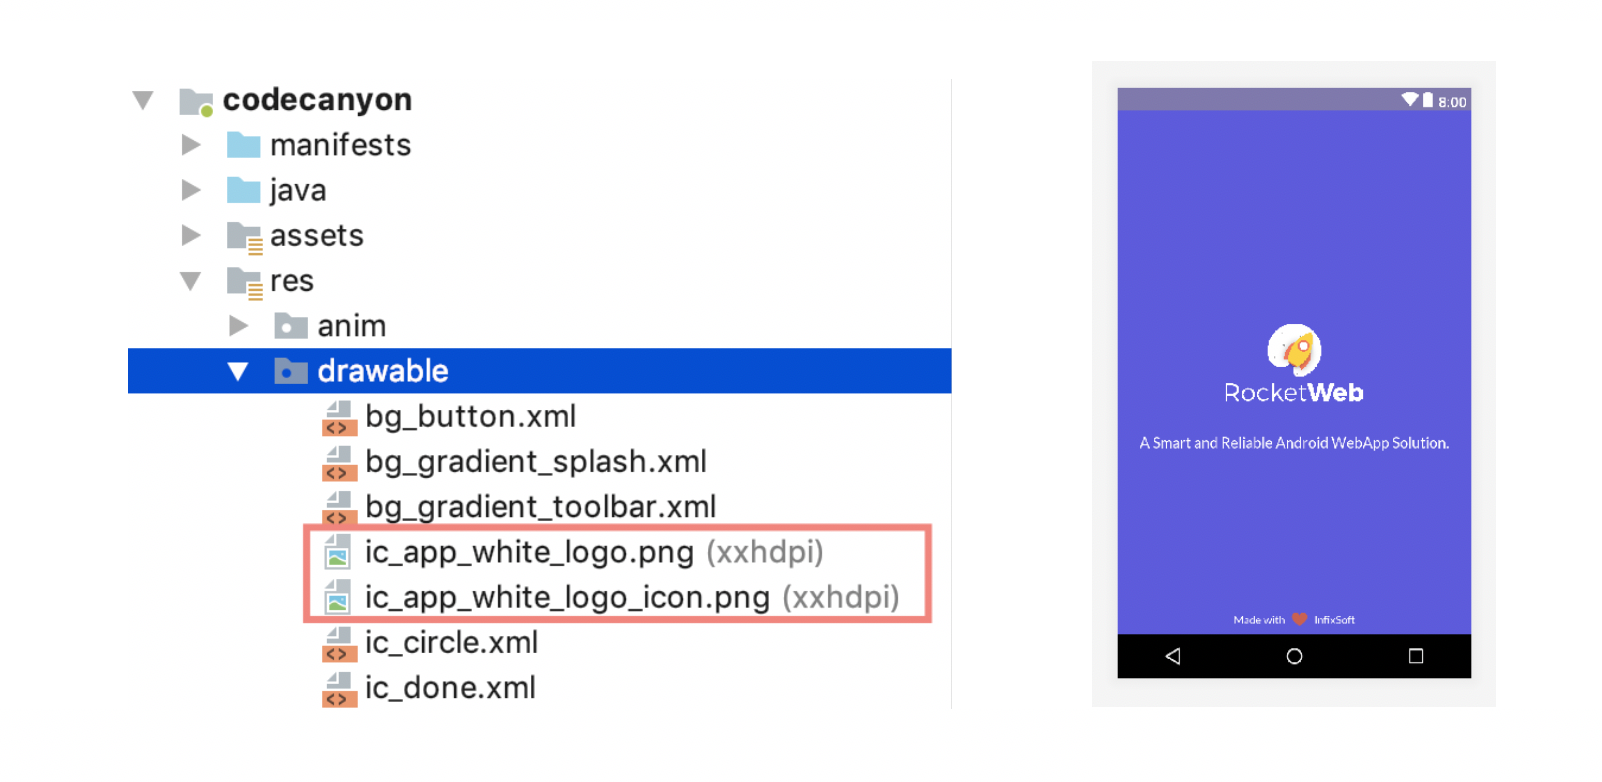 codecanyon
manifests
java
assets
res
anim
drawable
bg_button.xml
bg_gradient_splash.xml
bg_gradient_toolbar.xml
ic_app_white_logo.png (xxhdpi)
ic_app_white_logo_icon.png (xxhdpi)
ic_circle.xml
ic_done.xml
8:00
RocketWeb
A Smart and Reliable Android WebApp Solution.
Made with InfixSoft